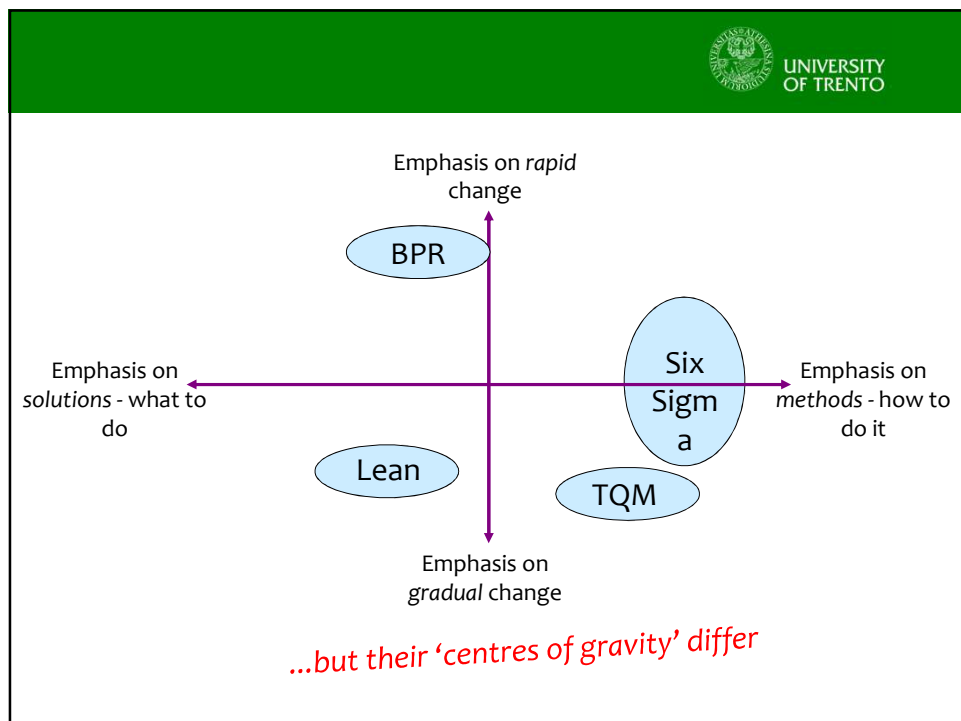 UNIVERSITY
OF TRENTO
Emphasis on rapid
change
BPR
Emphasis on
solutions - what to
do
Six
Sigm
a
Emphasis on
methods - how to
do it
Lean
TQM
Emphasis on
gradual change
...but their ‘centres of gravity’ differ